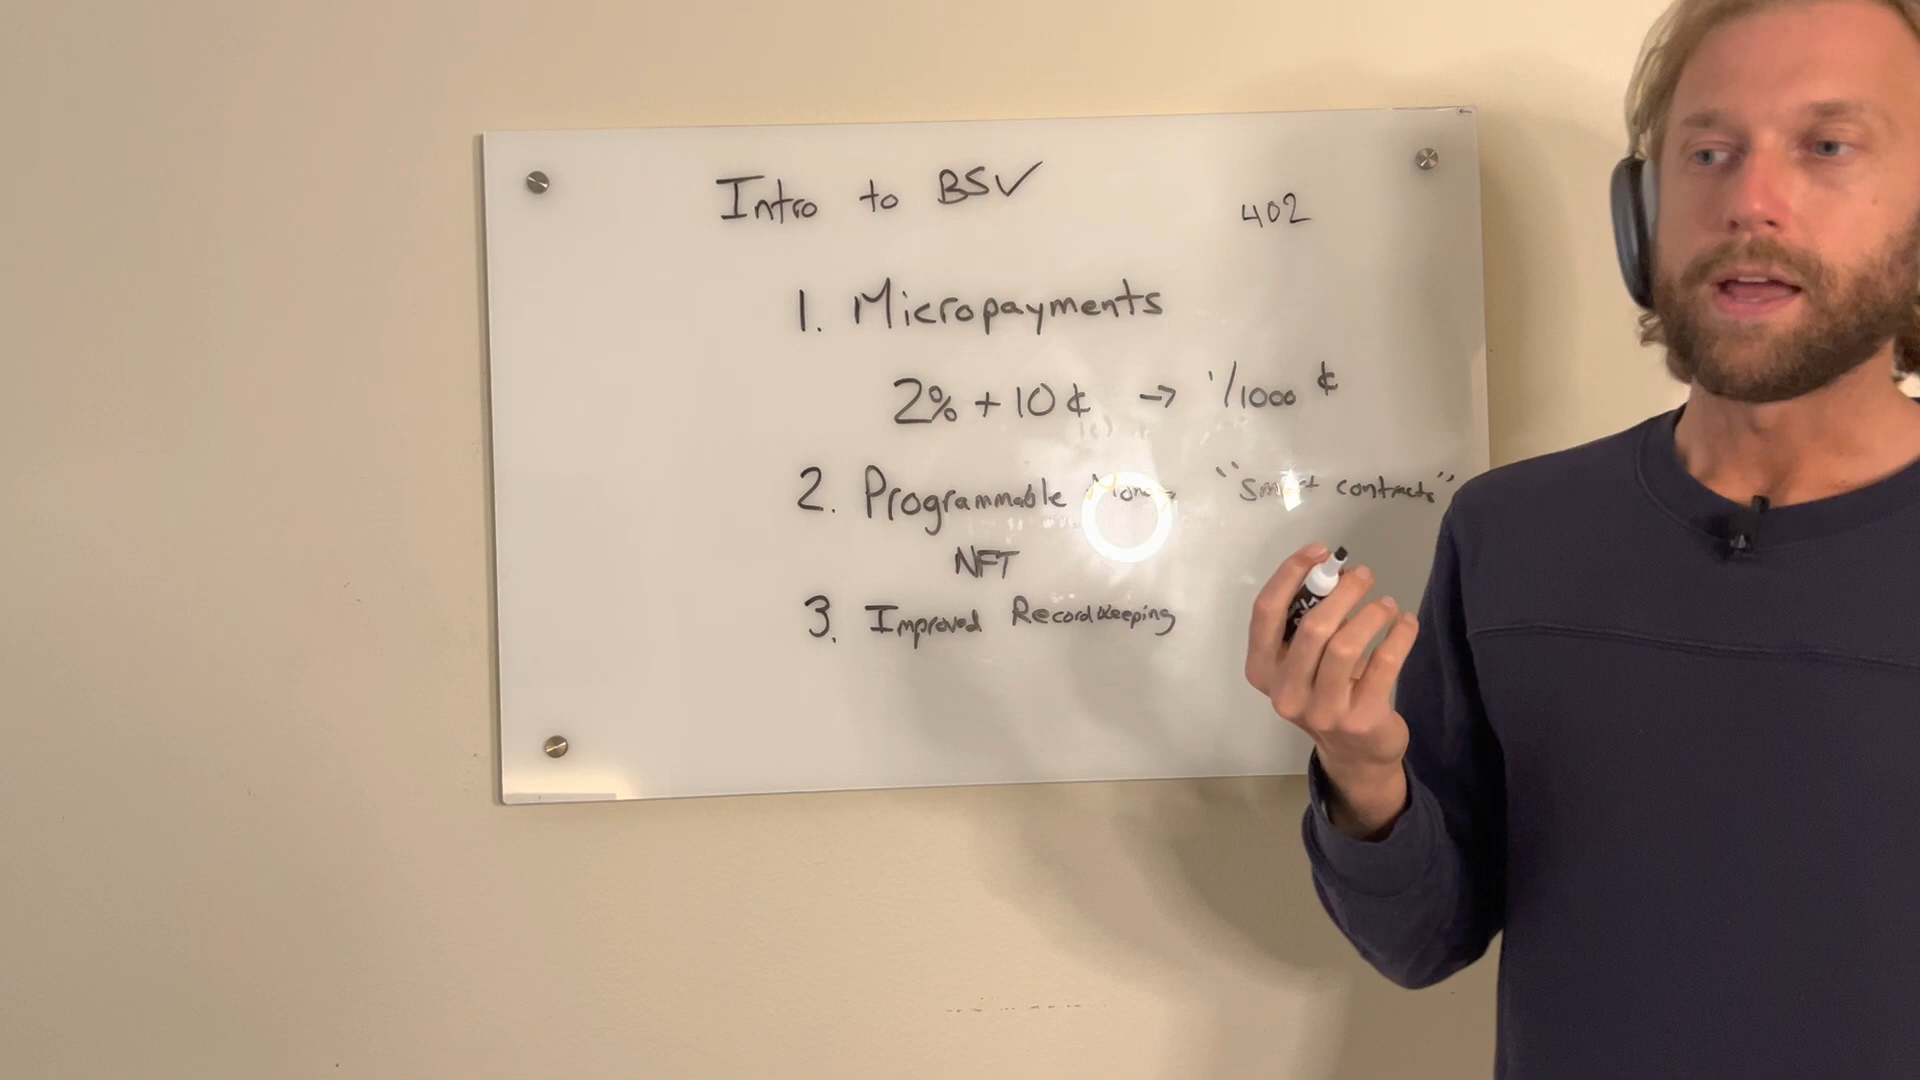 Intro to BSV
402
1. Micropayments
2% + 10¢ → 1/1000 ¢
2. Programmable Money "smart contracts"
NFT
3. Improved Recordkeeping